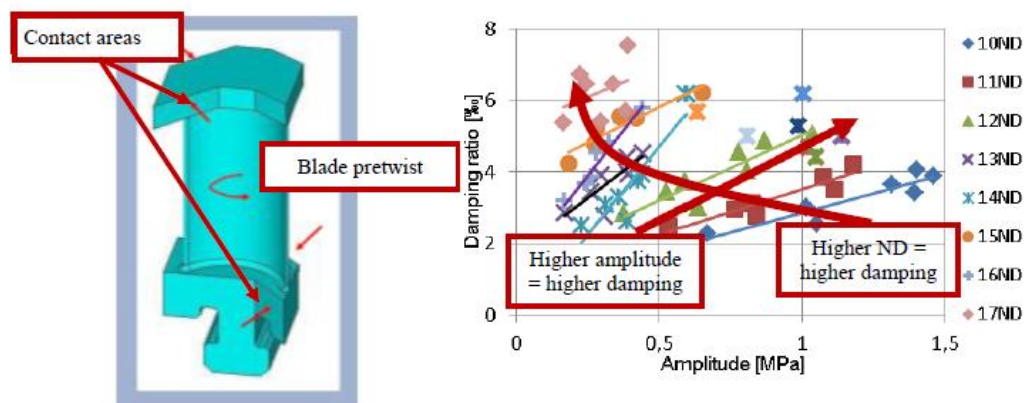 Contact areas
Blade pretwist
Damping ratio [‰]
8
6
4
2
0
0
0,5
1
1,5
Amplitude [MPa]
Higher amplitude
= higher damping
Higher ND =
higher damping
10ND
11ND
12ND
13ND
14ND
15ND
16ND
17ND